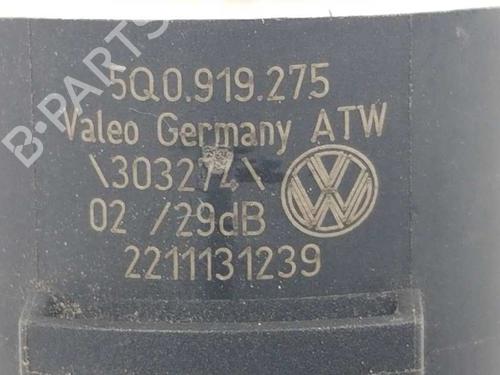 5Q0.919.275
Valeo Germany ATW
\303274\
02 /29dB
2211131239
B-PARTS